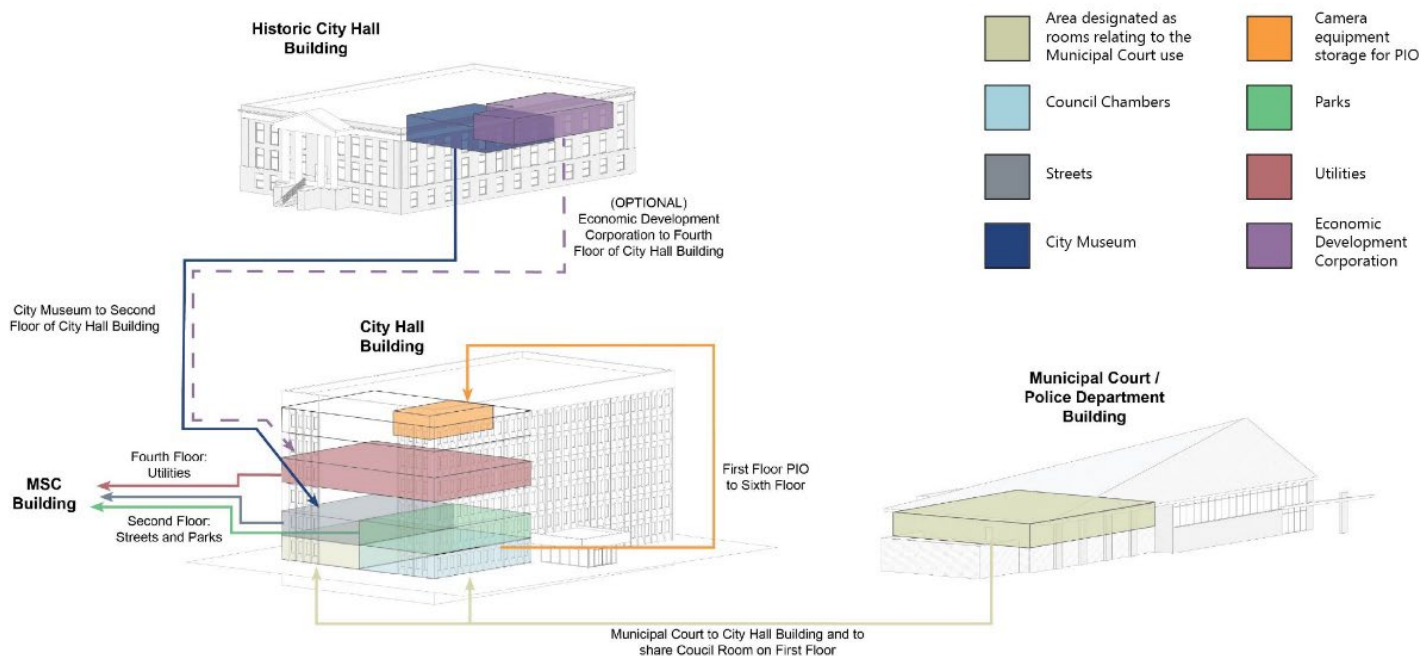 Historic City Hall
Building
Area designated as
rooms relating to the
Municipal Court use
Camera
equipment
storage for PIO
Council Chambers
Parks
Streets
Utilities
City Museum
Economic
Development
Corporation
(OPTIONAL)
Economic Development
Corporation to Fourth
Floor of City Hall Building
City Museum to Second
Floor of City Hall Building
City Hall
Building
Municipal Court /
Police Department
Building
Fourth Floor:
Utilities
MSC
Building
Second Floor:
Streets and Parks
First Floor PIO
to Sixth Floor
Municipal Court to City Hall Building and to
share Coucil Room on First Floor